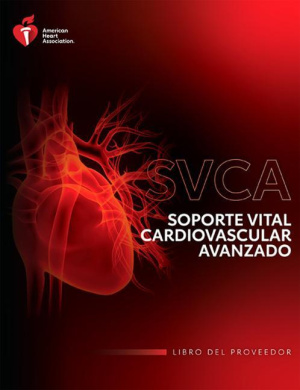 American
Heart
Association.
SVCA
SOPORTE VITAL
CARDIOVASCULAR
AVANZADO
LIBRO DEL PROVEEDOR